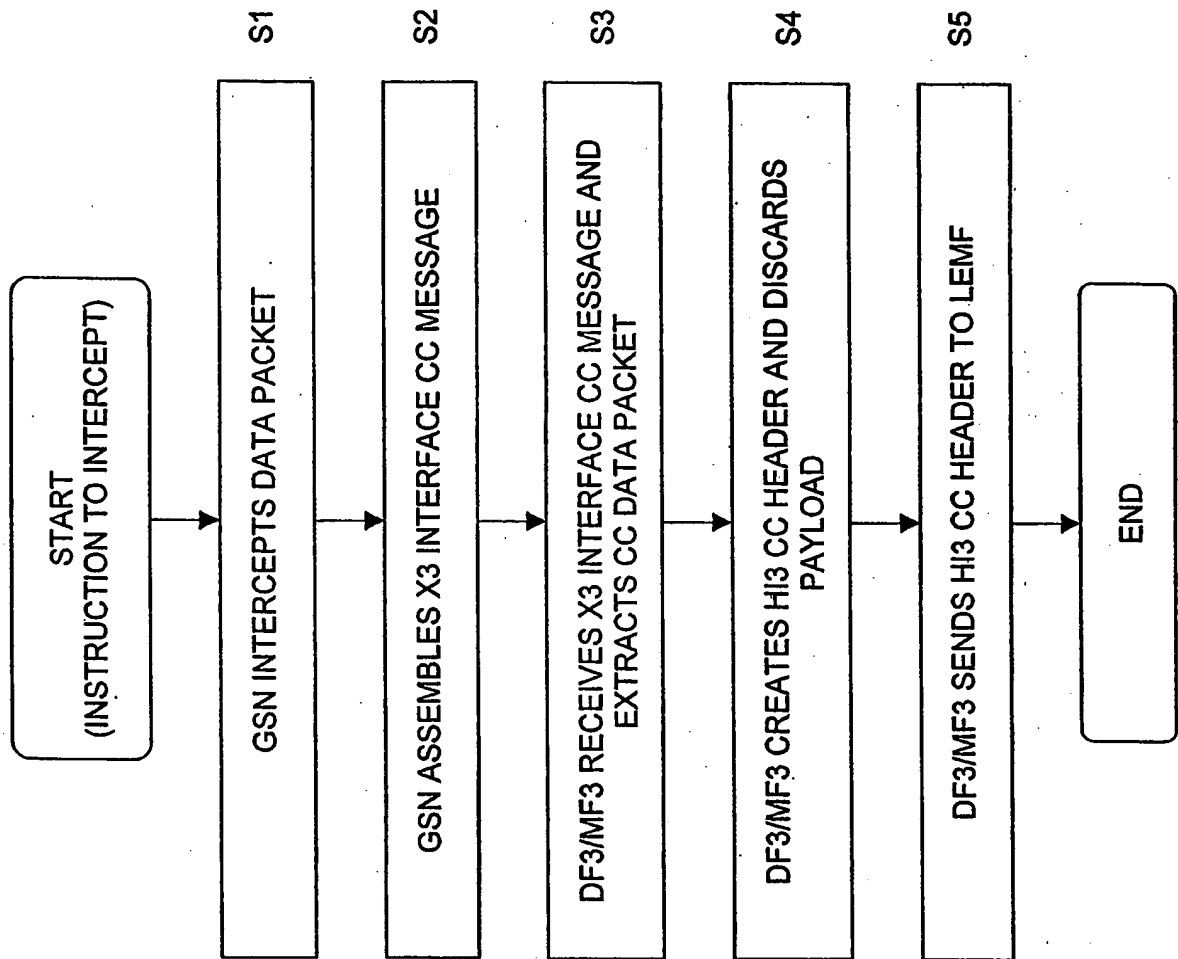 START
(INSTRUCTION TO INTERCEPT)
GSN INTERCEPTS DATA PACKET
S1
GSN ASSEMBLES X3 INTERFACE CC MESSAGE
S2
DF3/MF3 RECEIVES X3 INTERFACE CC MESSAGE AND
EXTRACTS CC DATA PACKET
S3
DF3/MF3 CREATES HI3 CC HEADER AND DISCARDS
PAYLOAD
S4
DF3/MF3 SENDS HI3 CC HEADER TO LEMF
S5
END